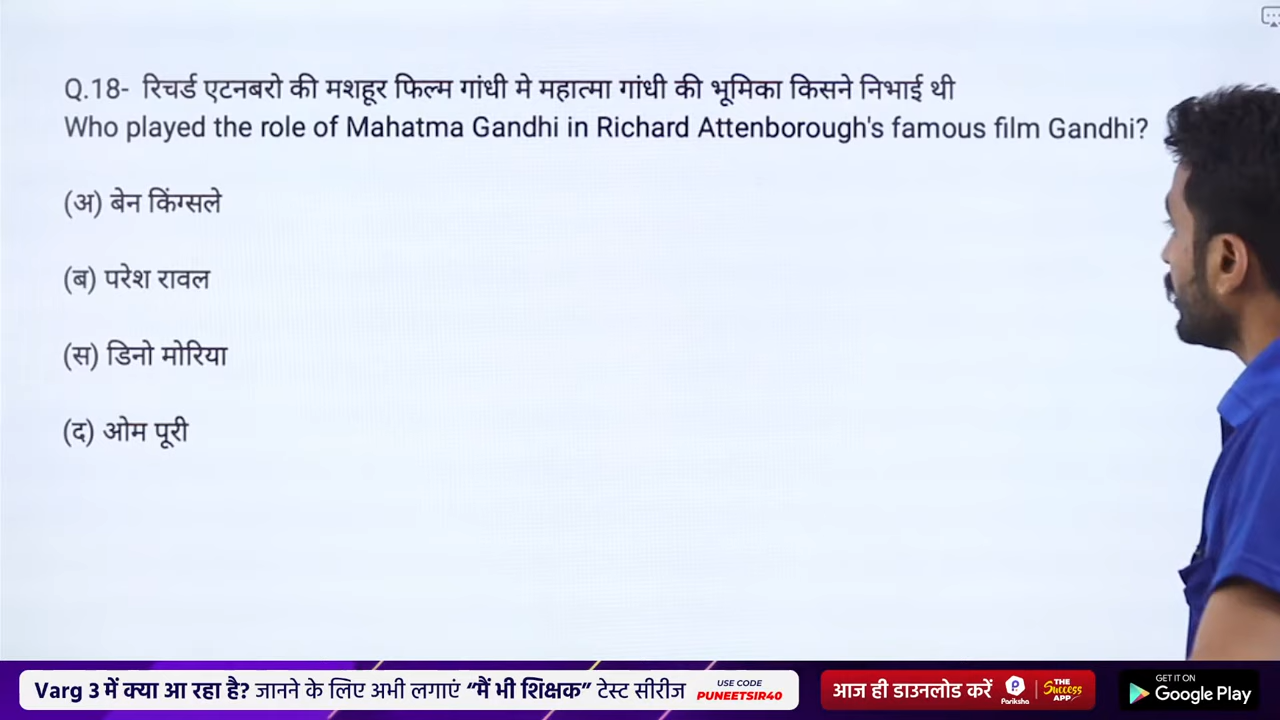 Q.18- रिचर्ड एटनबरो की मशहूर फिल्म गांधी मे महात्मा गांधी की भूमिका किसने निभाई थी
Who played the role of Mahatma Gandhi in Richard Attenborough's famous film Gandhi?
(अ) बेन किंग्सले
(ब) परेश रावल
(स) डिनो मोरिया
(द) ओम पूरी
Varg 3 में क्या आ रहा है? जानने के लिए अभी लगाएं “मैं भी शिक्षक” टेस्ट सीरीज
USE CODE
PUNEETSIR40
आज ही डाउनलोड करें
Pariksha
THE
Success
APP
GET IT ON
Google Play